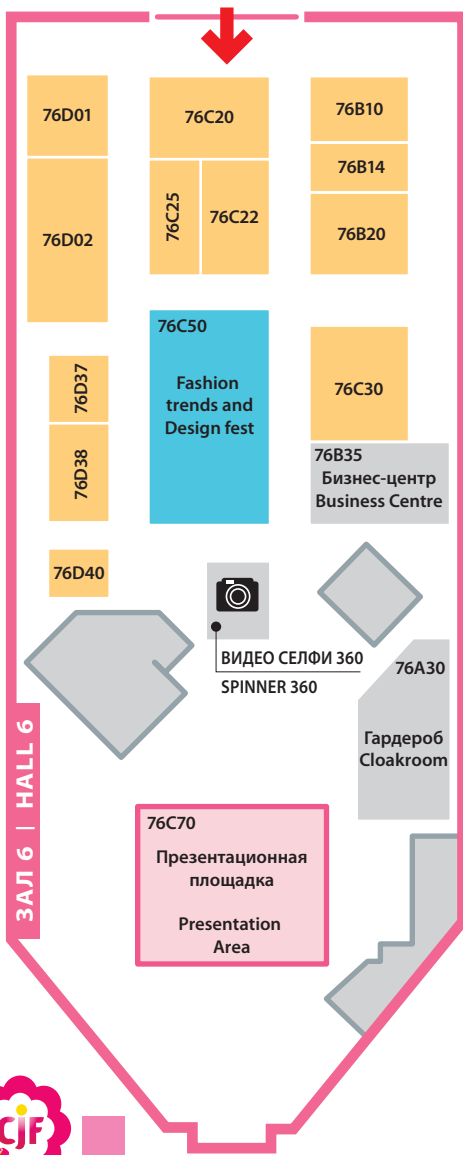 76D01
76C20
76B10
76B14
76D02
76C25
76C22
76B20
76C50
Fashion
trends and
Design fest
76D37
76C30
76D38
76B35
Бизнес-центр
Business Centre
76D40
ВИДЕО СЕЛФИ 360
SPINNER 360
76A30
Гардероб
Cloakroom
ЗАЛ 6 | HALL 6
76C70
Презентационная
площадка
Presentation
Area
CJF